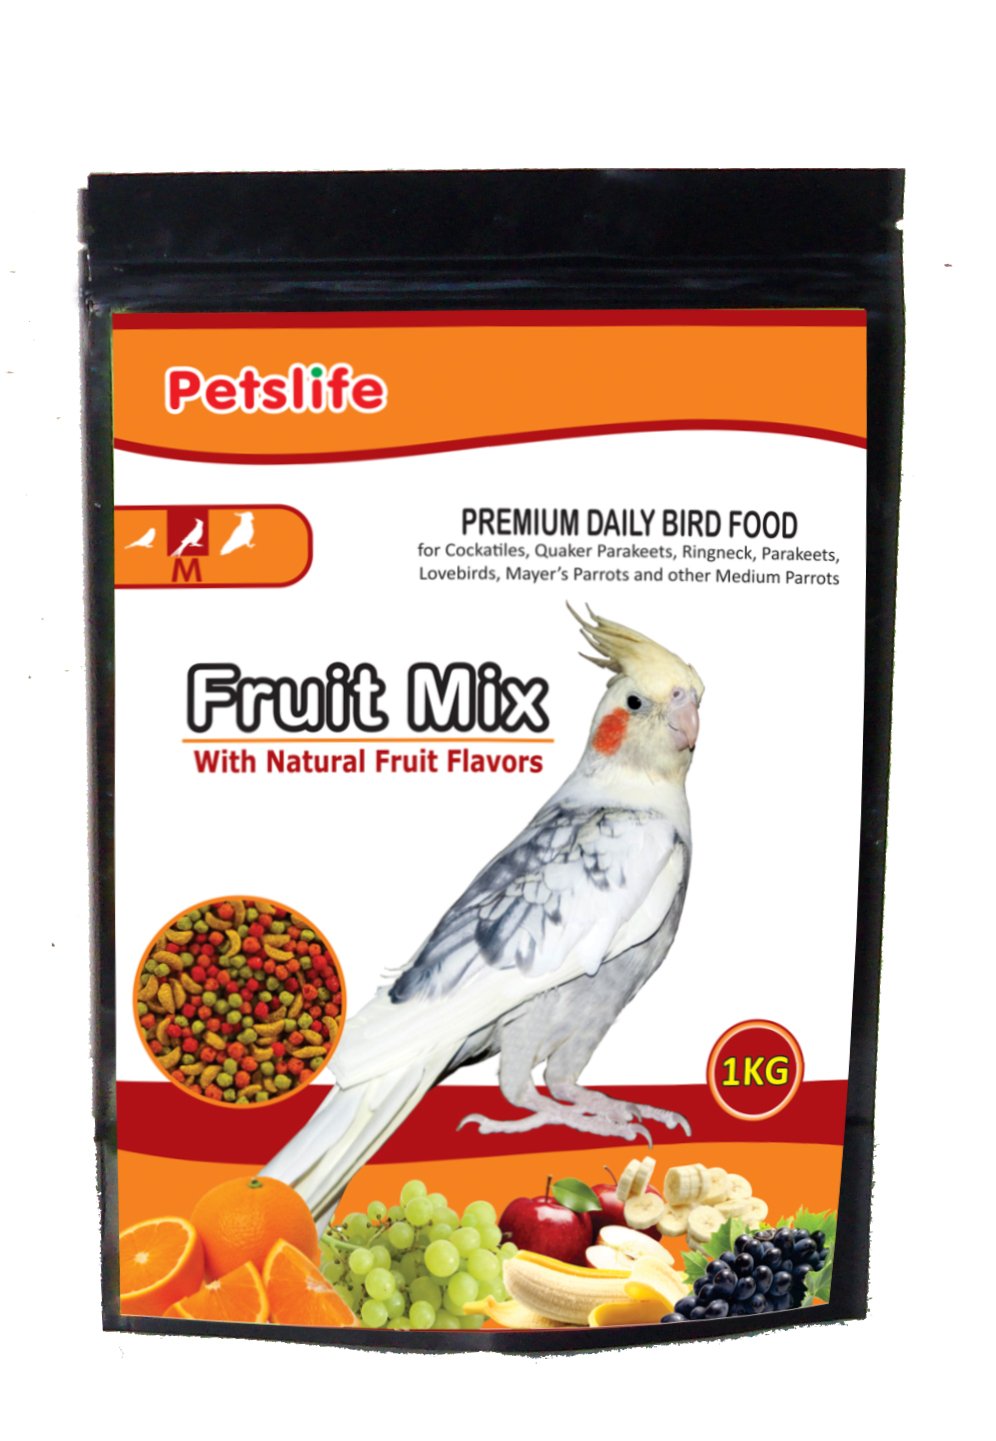 Petslife
PREMIUM DAILY BIRD FOOD
for Cockatiles, Quaker Parakeets, Ringneck, Parakeets,
Lovebirds, Mayer's Parrots and other Medium Parrots
M
Fruit Mix
With Natural Fruit Flavors
1KG